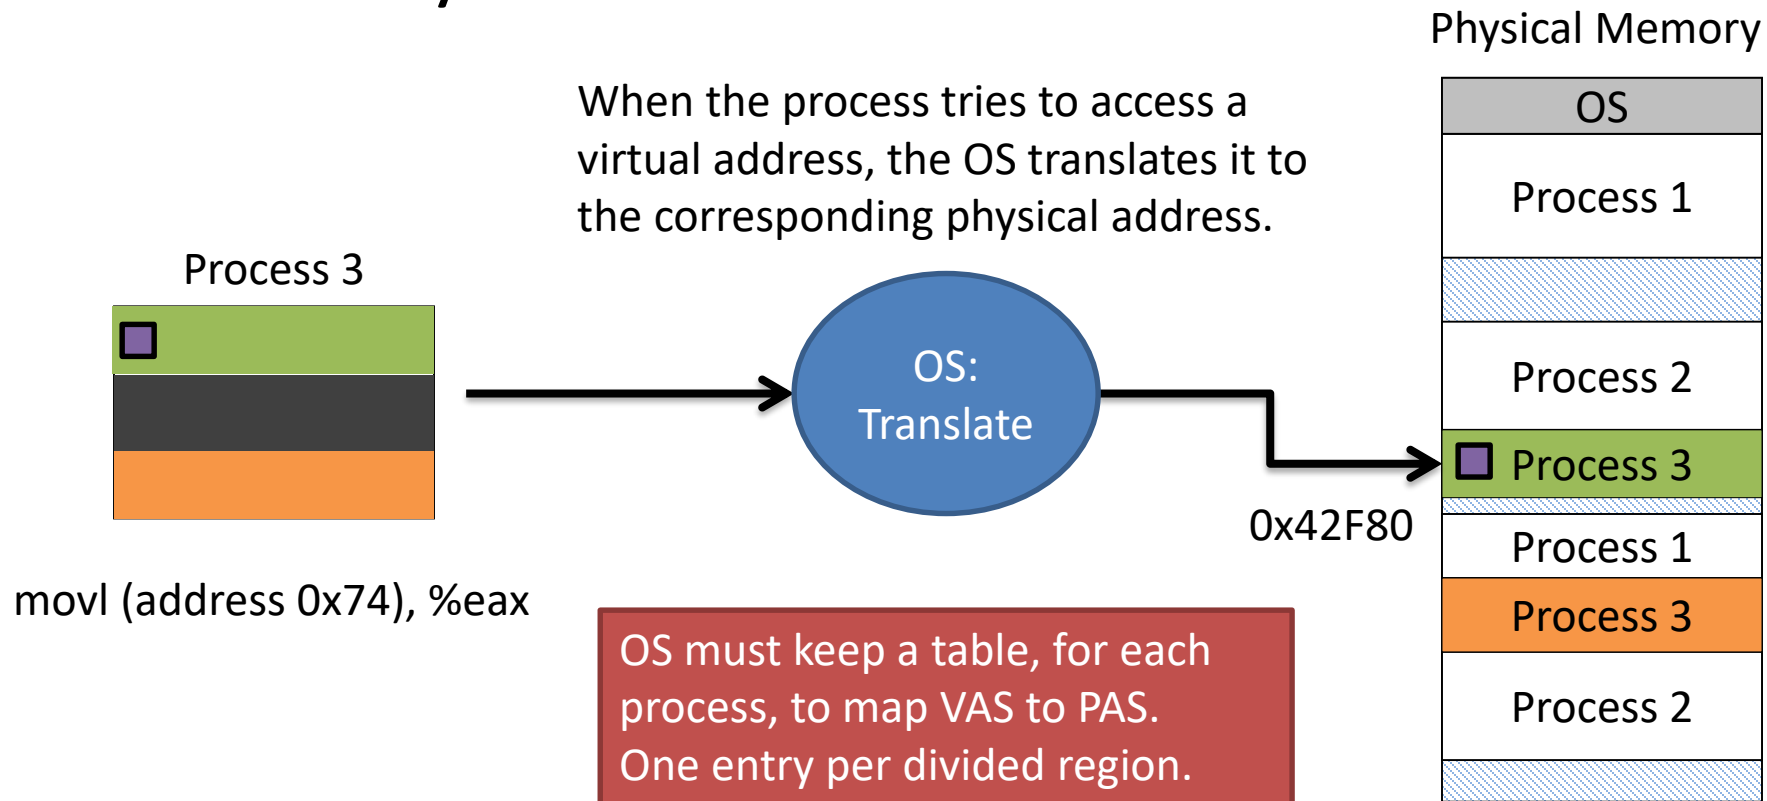 Physical Memory
When the process tries to access a
virtual address, the OS translates it to
the corresponding physical address.
Process 3
OS:
Translate
0x42F80
movl (address 0x74), %eax
OS must keep a table, for each
process, to map VAS to PAS.
One entry per divided region.
OS
Process 1
Process 2
Process 3
Process 1
Process 3
Process 2